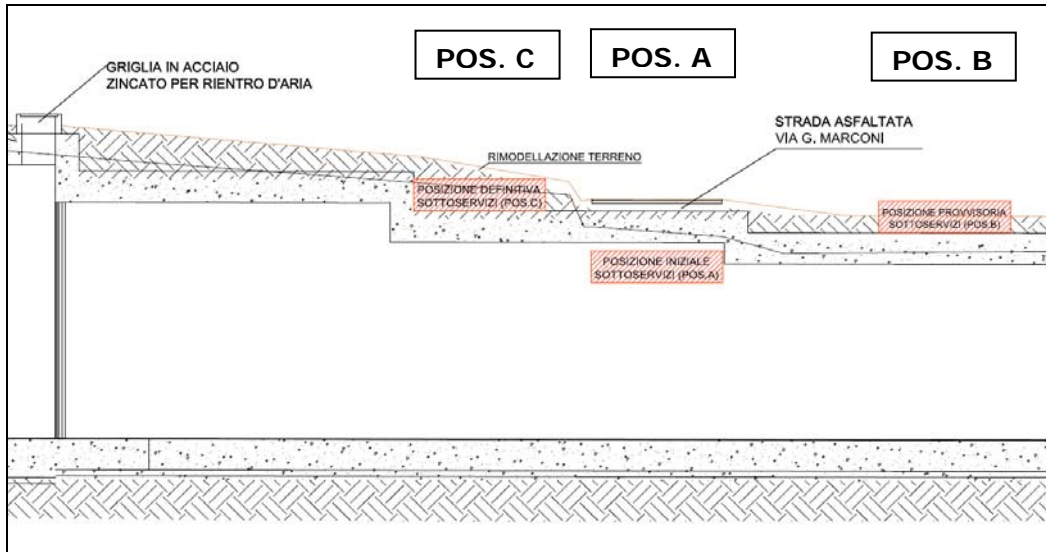 POS. C
POS. A
POS. B
GRIGLIA IN ACCIAIO
ZINCATO PER RIENTRO D'ARIA
STRADA ASFALTATA
VIA G. MARCONI
RIMODELLAZIONE TERRENO
POSIZIONE DEFINITIVA
SOTTOSERVIZI (POS.C)
POSIZIONE PROVVISORIA
SOTTOSERVIZI (POS.B)
POSIZIONE INIZIALE
SOTTOSERVIZI (POS.A)